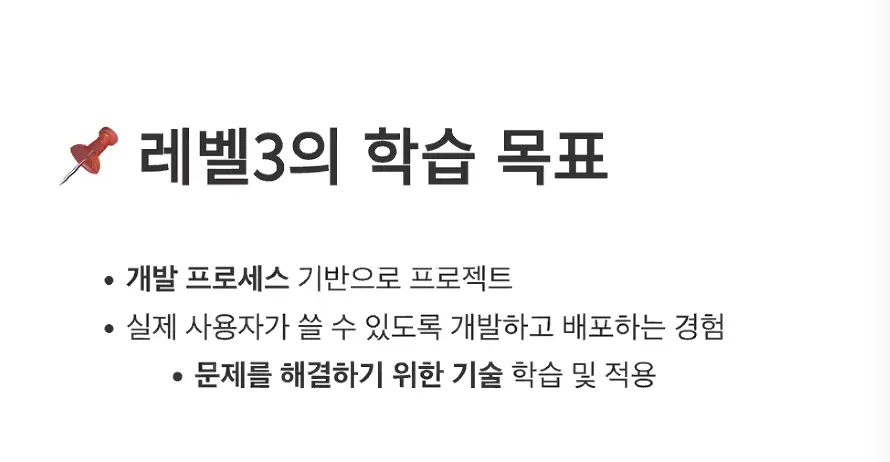 레벨3의 학습 목표
개발 프로세스 기반으로 프로젝트
실제 사용자가 쓸 수 있도록 개발하고 배포하는 경험
문제를 해결하기 위한 기술 학습 및 적용